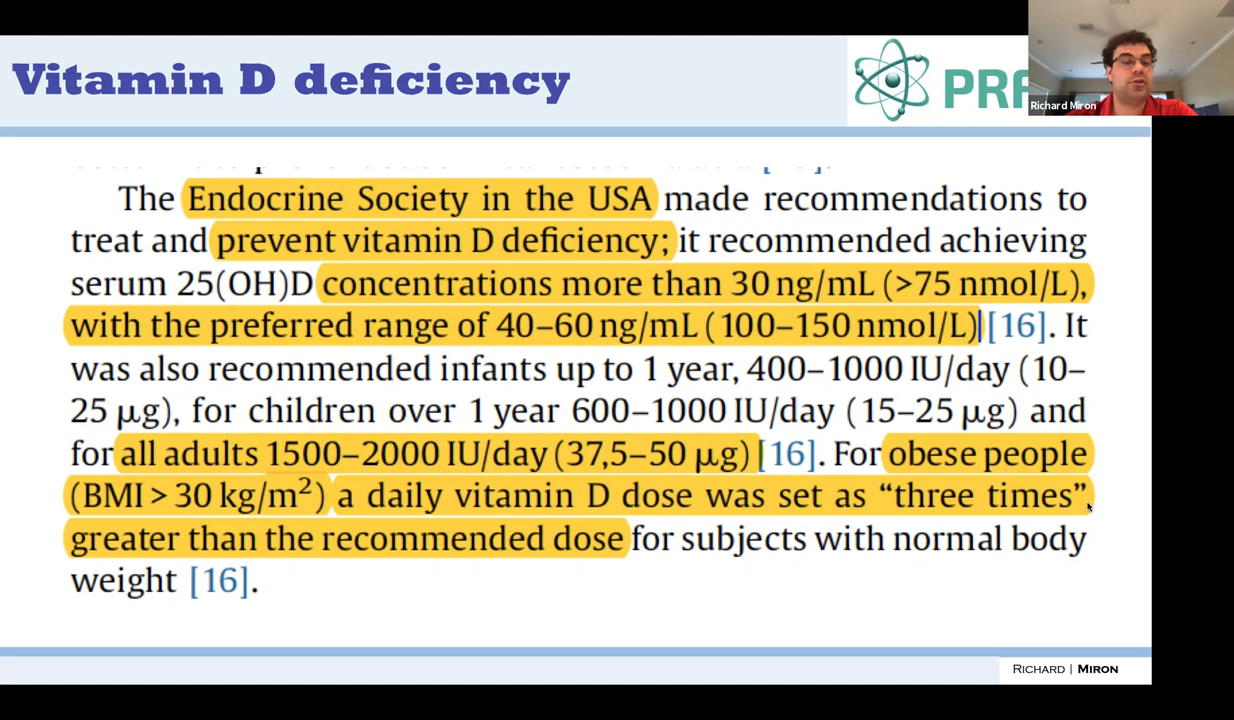 Vitamin D deficiency
PRF
Richard Miron
The Endocrine Society in the USA made recommendations to
treat and prevent vitamin D deficiency; it recommended achieving
serum 25(OH)D concentrations more than 30 ng/mL (>75 nmol/L),
with the preferred range of 40–60 ng/mL (100–150 nmol/L) [16]. It
was also recommended infants up to 1 year, 400–1000 IU/day (10–
25 μg), for children over 1 year 600–1000 IU/day (15–25 μg) and
for all adults 1500–2000 IU/day (37,5–50 μg) [16]. For obese people
(BMI > 30 kg/m²) a daily vitamin D dose was set as “three times”
greater than the recommended dose for subjects with normal body
weight [16].
RICHARD | MIRON